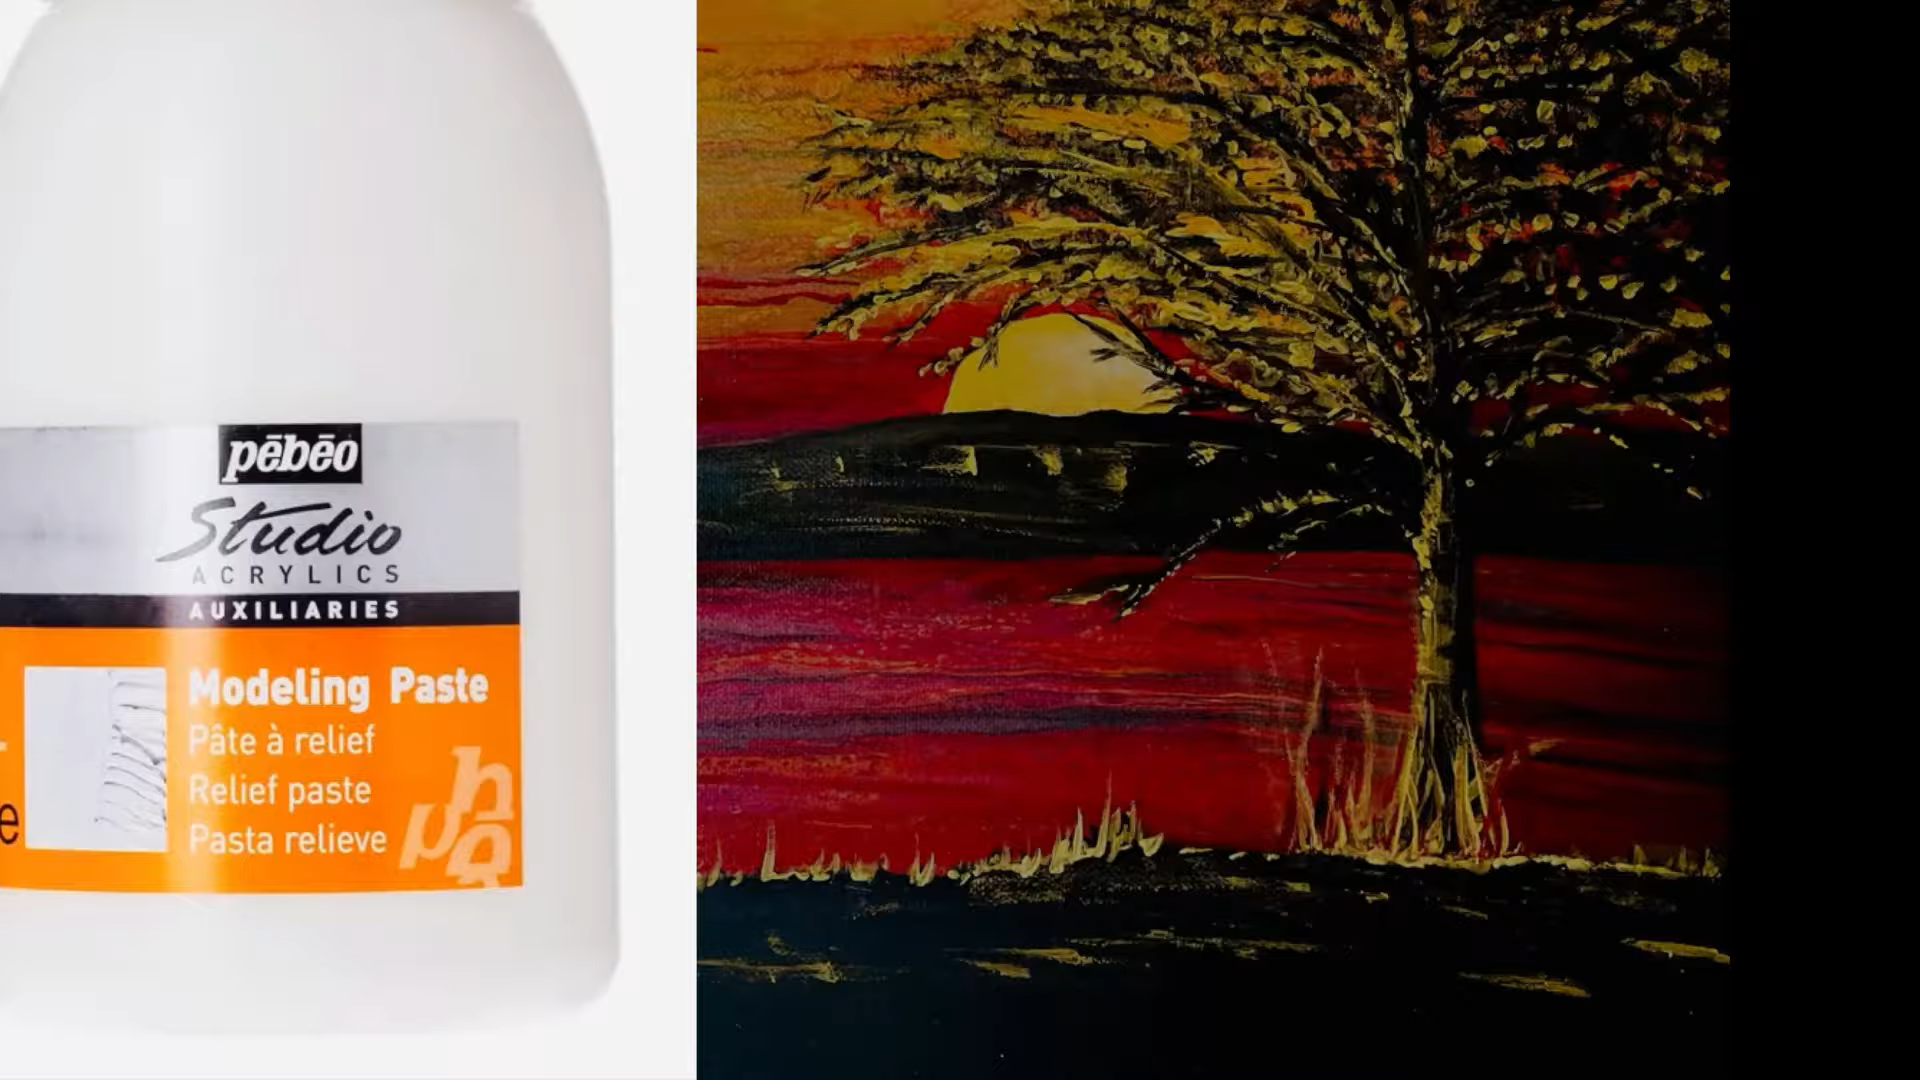 pēbēo
Studio
ACRYLICS
AUXILIARIES
Modeling Paste
Pâte à relief
Relief paste
Pasta relieve